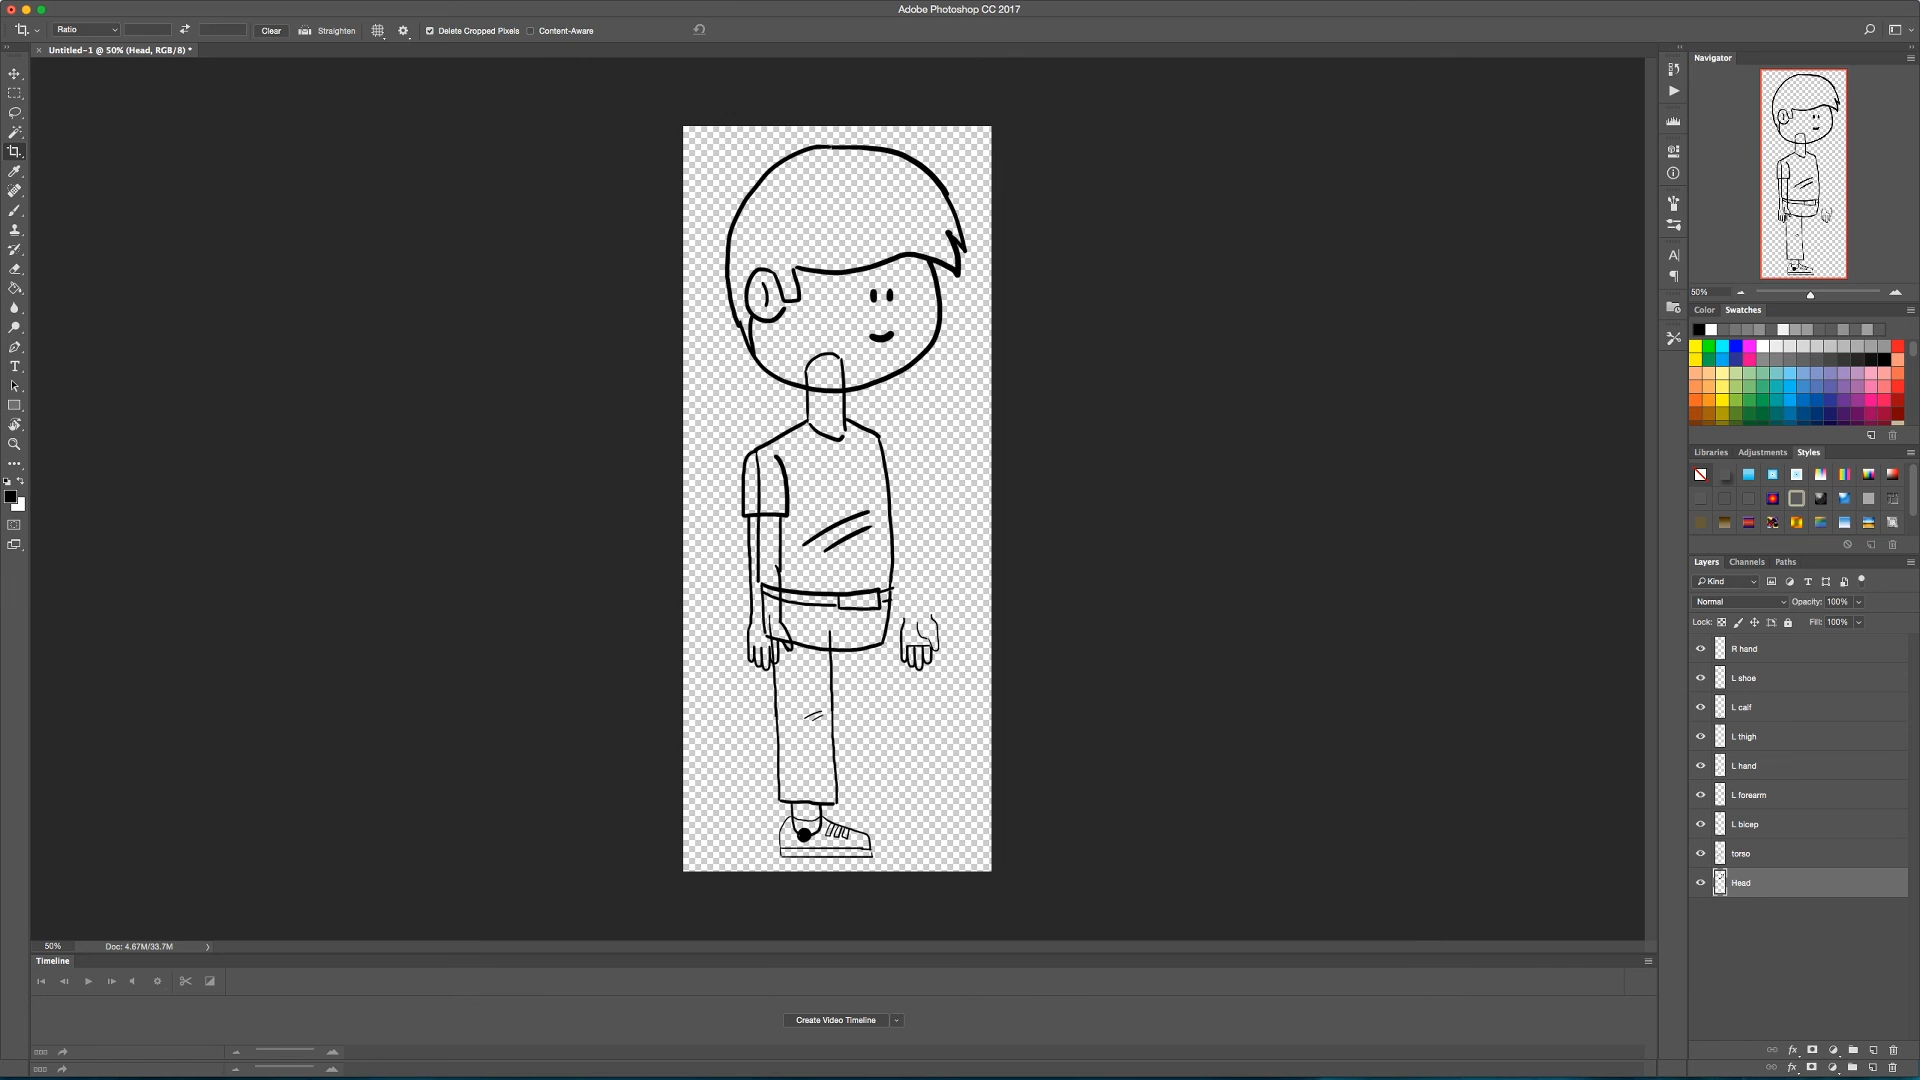 Adobe Photoshop CC 2017
Ratio
Clear
Straighten
Delete Cropped Pixels
Content-Aware
Untitled-1 @ 50% (Head, RGB/8) *
Navigator
50%
Color
Swatches
Libraries
Adjustments
Styles
Layers
Channels
Paths
Kind
Normal
Opacity: 100%
Lock:
Fill: 100%
R hand
L shoe
L calf
L thigh
L hand
L forearm
L bicep
torso
Head
50%
Doc: 4.67M/33.7M
Timeline
Create Video Timeline